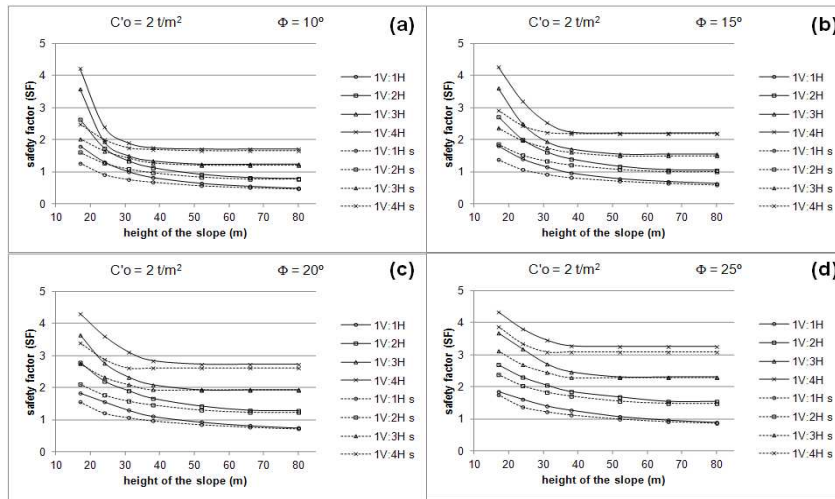 C'o = 2 t/m² Φ = 10º (a)
safety factor (SF)
5
4
3
2
1
0
10 20 30 40 50 60 70 80
height of the slope (m)
1V:1H
1V:2H
1V:3H
1V:4H
1V:1H s
1V:2H s
1V:3H s
1V:4H s
C'o = 2 t/m² Φ = 15º (b)
safety factor (SF)
5
4
3
2
1
0
10 20 30 40 50 60 70 80
height of the slope (m)
1V:1H
1V:2H
1V:3H
1V:4H
1V:1H s
1V:2H s
1V:3H s
1V:4H s
C'o = 2 t/m² Φ = 20º (c)
safety factor (SF)
5
4
3
2
1
0
10 20 30 40 50 60 70 80
height of the slope (m)
1V:1H
1V:2H
1V:3H
1V:4H
1V:1H s
1V:2H s
1V:3H s
1V:4H s
C'o = 2 t/m² Φ = 25º (d)
safety factor (SF)
5
4
3
2
1
0
10 20 30 40 50 60 70 80
height of the slope (m)
1V:1H
1V:2H
1V:3H
1V:4H
1V:1H s
1V:2H s
1V:3H s
1V:4H s